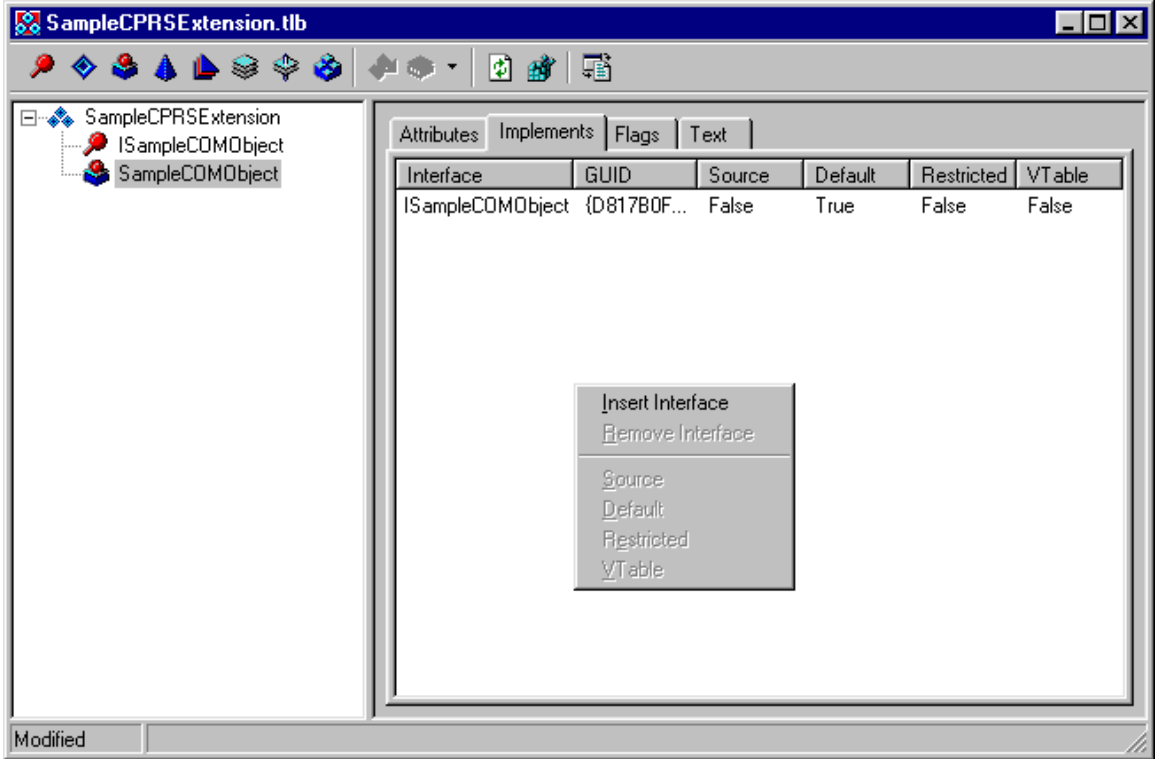 SampleCPRSExtension.tlb
SampleCPRSExtension
ISampleCOMObject
SampleCOMObject
Attributes Implements Flags Text
Interface GUID Source Default Restricted VTable
ISampleCOMObject {D817B0F... False True False False
Insert Interface
Remove Interface
Source
Default
Restricted
VTable
Modified